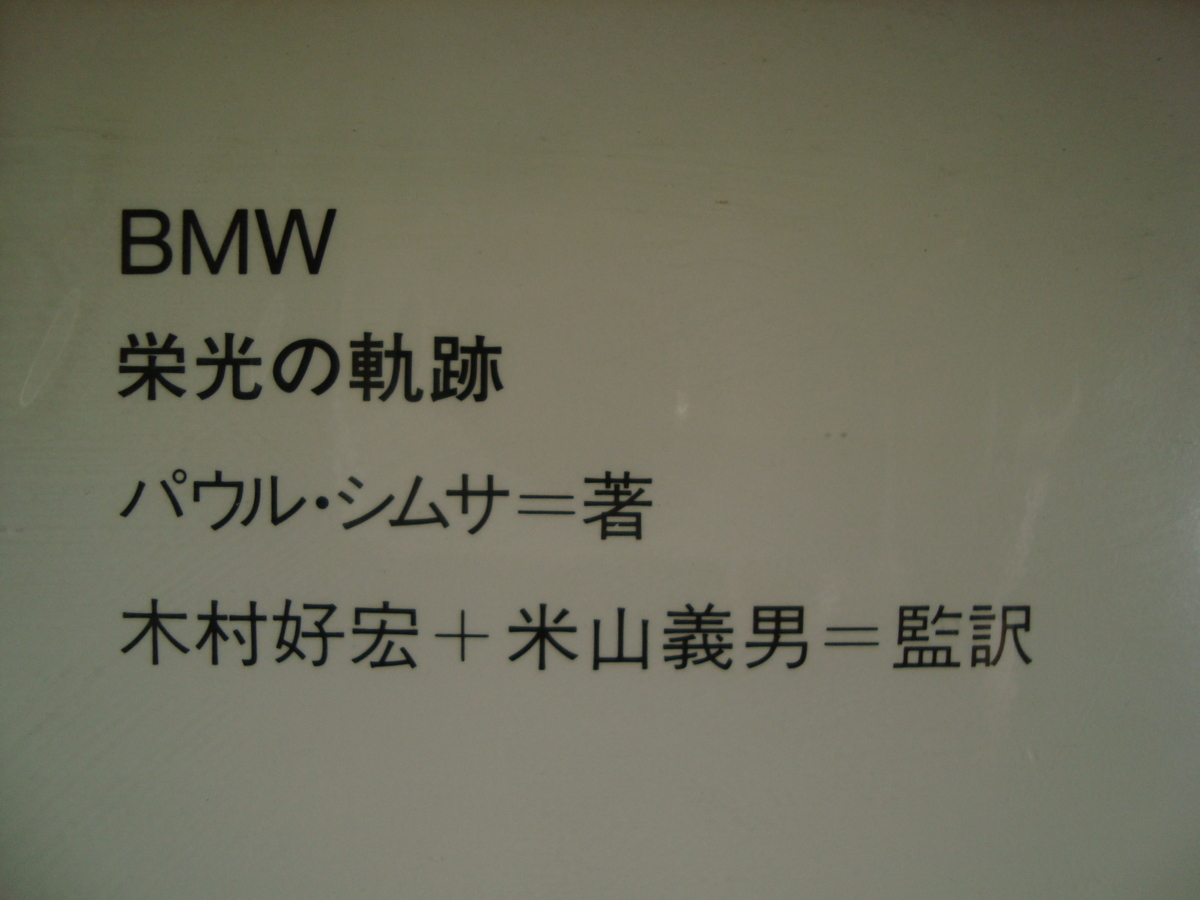 BMW
栄光の軌跡
パウル・シムサ＝著
木村好宏＋米山義男＝監訳